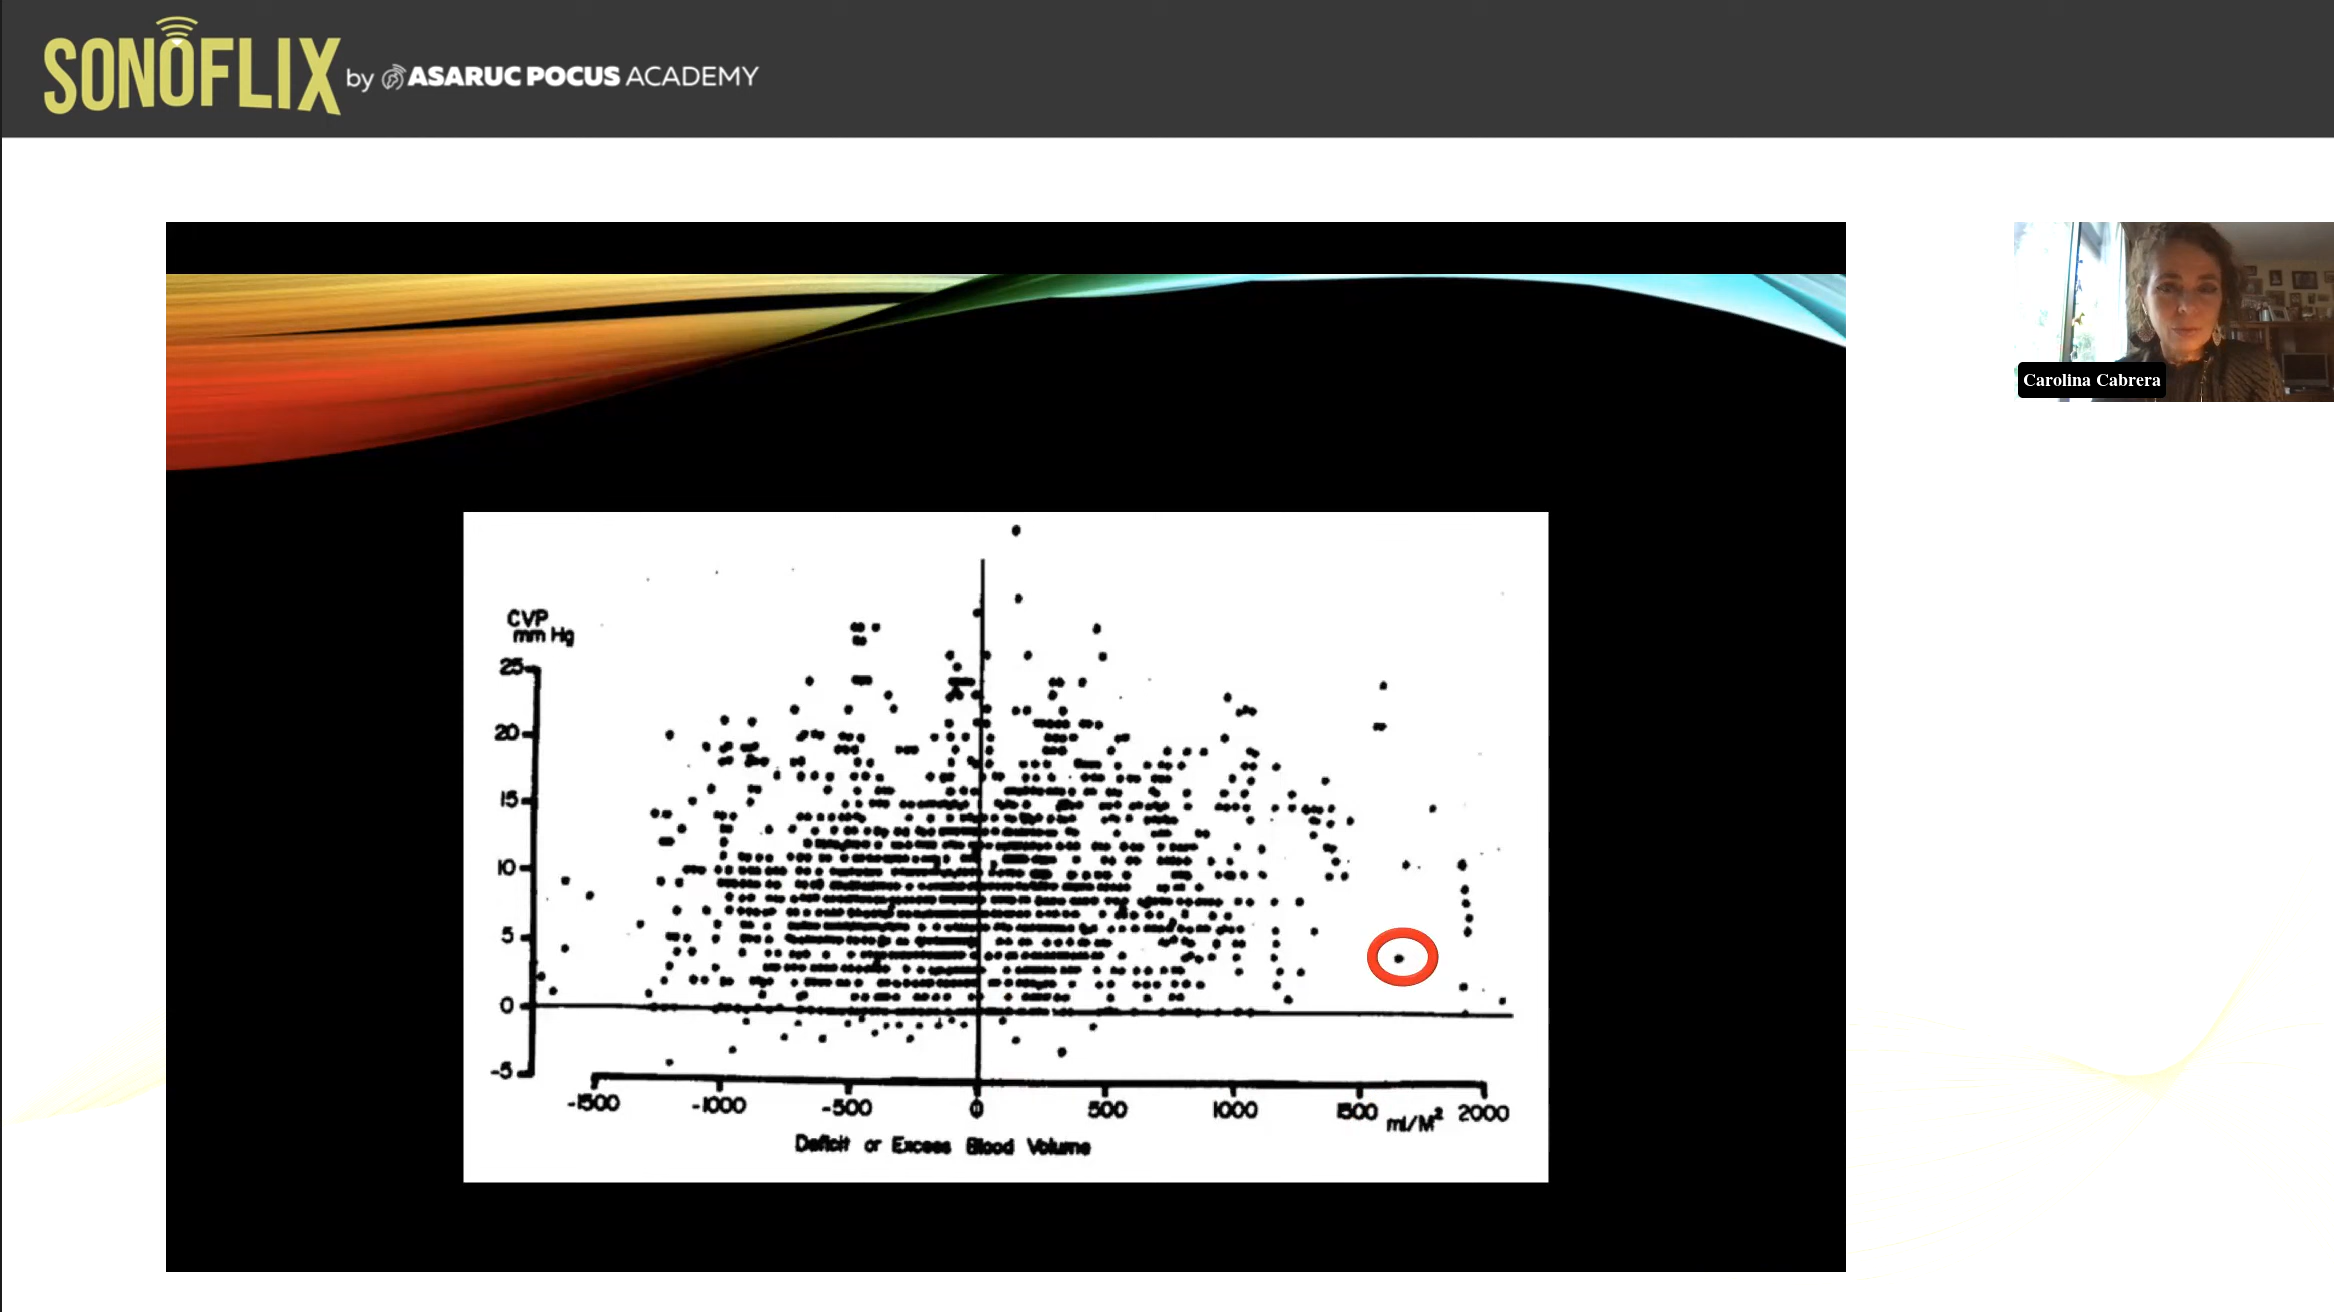 SONOFLIX by ASARUC POCUS ACADEMY
Carolina Cabrera
CVP
mm Hg
25
20
15
10
5
0
-5
-1500 -1000 -500 0 500 1000 1500 ml/M² 2000
Deficit or Excess Blood Volume